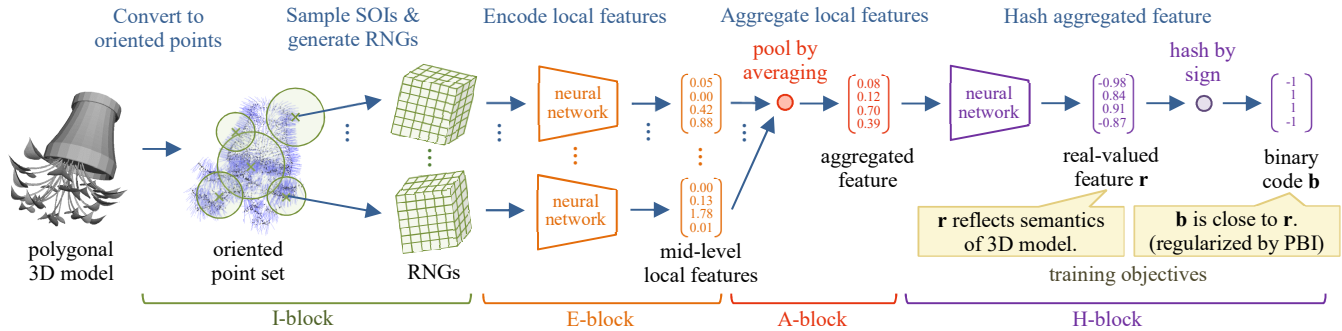 Convert to
oriented points
Sample SOIs &
generate RNGs
Encode local features
Aggregate local features
Hash aggregated feature
pool by
averaging
hash by
sign
neural
network
0.05
0.00
0.42
0.88
0.08
0.12
0.70
0.39
neural
network
-0.98
0.84
0.91
-0.87
-1
1
1
-1
aggregated
feature
real-valued
feature r
binary
code b
neural
network
0.00
0.13
1.78
0.01
polygonal
3D model
oriented
point set
RNGs
mid-level
local features
r reflects semantics
of 3D model.
b is close to r.
(regularized by PBI)
training objectives
I-block
E-block
A-block
H-block